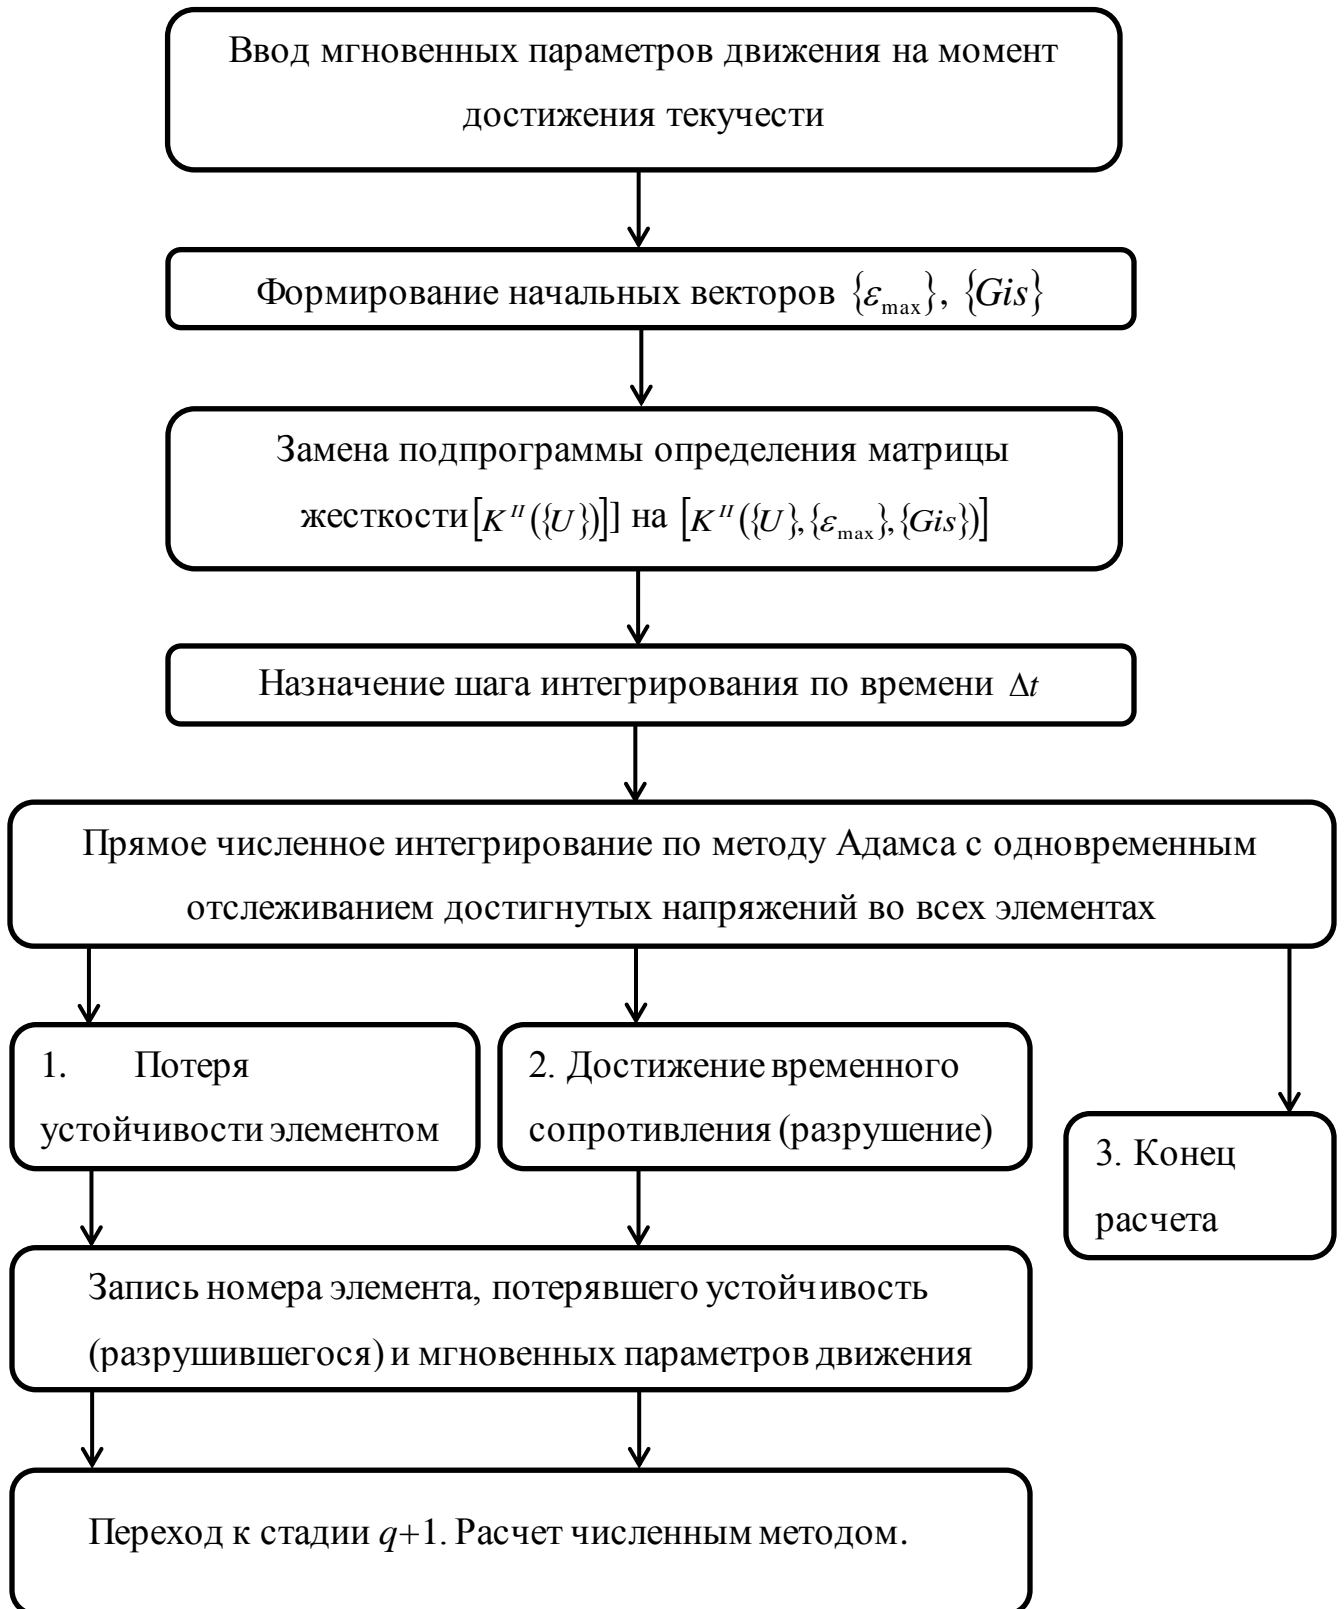 Ввод мгновенных параметров движения на момент
достижения текучести
Формирование начальных векторов {ε_max}, {Gis}
Замена подпрограммы определения матрицы
жесткости[K^II({U})]] на [K^II({U},{ε_max},{Gis})]
Назначение шага интегрирования по времени Δt
Прямое численное интегрирование по методу Адамса с одновременным
отслеживанием достигнутых напряжений во всех элементах
1. Потеря
устойчивости элементом
2. Достижение временного
сопротивления (разрушение)
3. Конец
расчета
Запись номера элемента, потерявшего устойчивость
(разрушившегося) и мгновенных параметров движения
Переход к стадии q+1. Расчет численным методом.